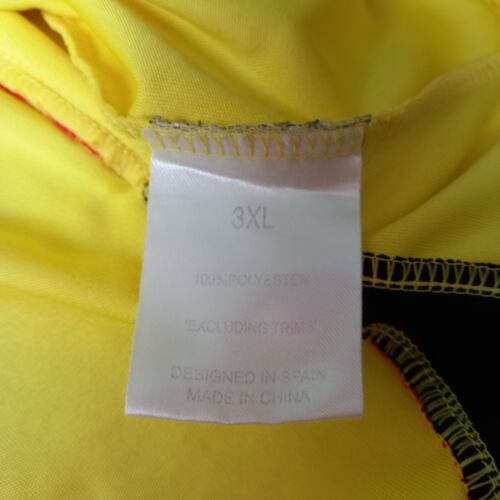 3XL
100%POLYESTER
'EXCLUDING TRIMS'
DESIGNED IN SPAIN
MADE IN CHINA